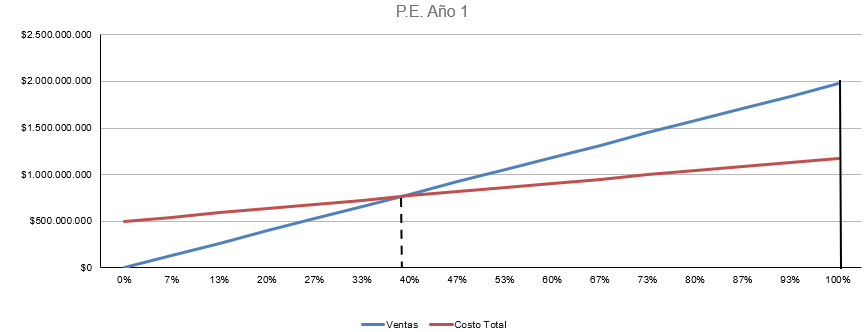 P.E. Año 1
$2.500.000.000
$2.000.000.000
$1.500.000.000
$1.000.000.000
$500.000.000
$0
0% 7% 13% 20% 27% 33% 40% 47% 53% 60% 67% 73% 80% 87% 93% 100%
Ventas Costo Total